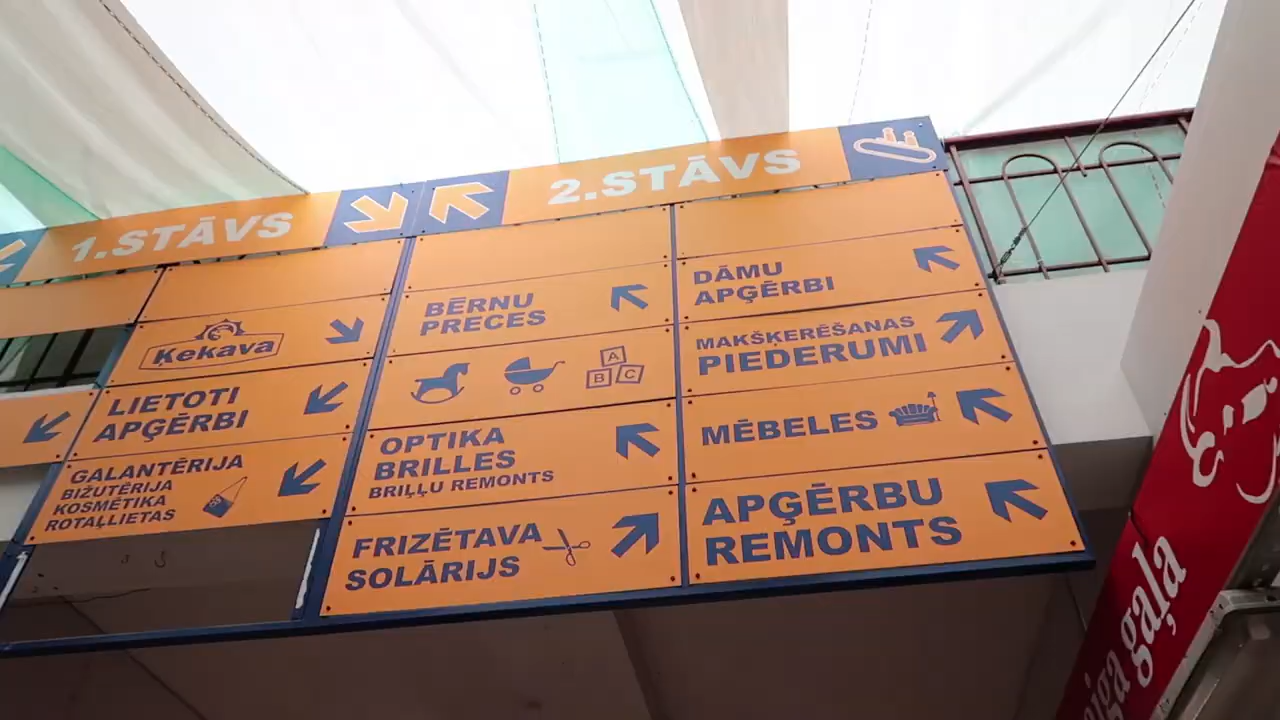 1.STĀVS
Ķekava
LIETOTI
APĢĒRBI
GALANTĒRIJA
BIŽUTĒRIJA
KOSMĒTIKA
ROTAĻLIETAS
2.STĀVS
BĒRNU
PRECES
A
B C
OPTIKA
BRILLES
BRIĻĻU REMONTS
FRIZĒTAVA
SOLĀRIJS
DĀMU
APĢĒRBI
MAKŠĶERĒŠANAS
PIEDERUMI
MĒBELES
APĢĒRBU
REMONTS
gaļa